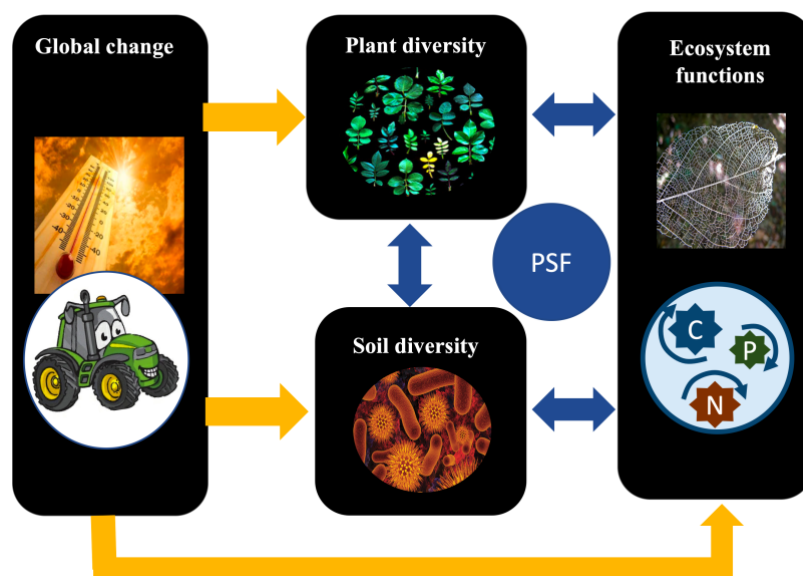 Global change
Plant diversity
Ecosystem
functions
PSF
Soil diversity
C
P
N